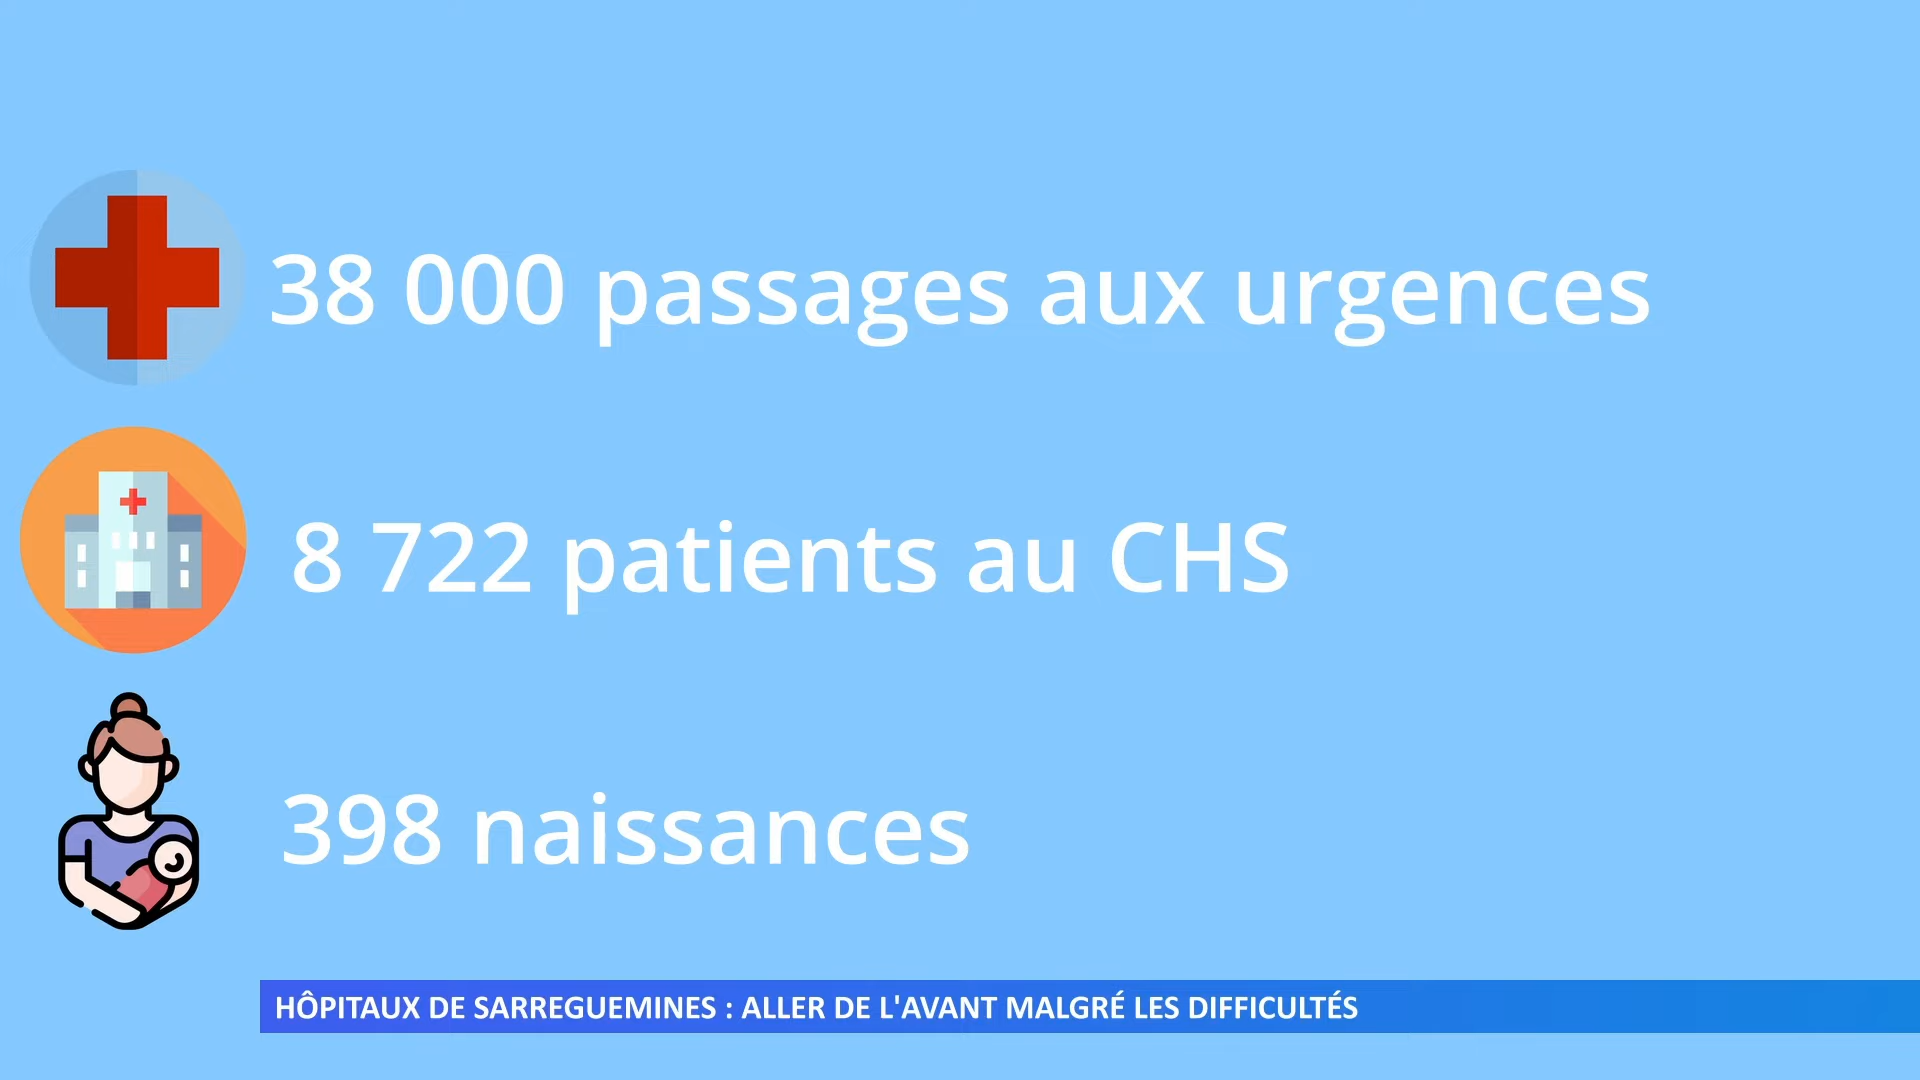 38 000 passages aux urgences
8 722 patients au CHS
398 naissances
HÔPITAUX DE SARREGUEMINES : ALLER DE L'AVANT MALGRÉ LES DIFFICULTÉS